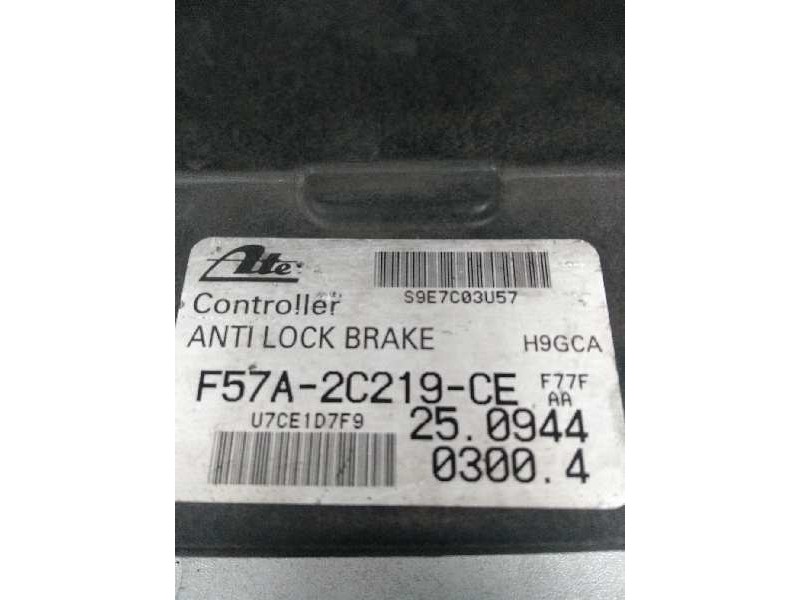 Ate
S9E7C03U57
Controller
ANTI LOCK BRAKE H9GCA
F57A-2C219-CE F77F
AA
U7CE1D7F9 25.0944
0300.4